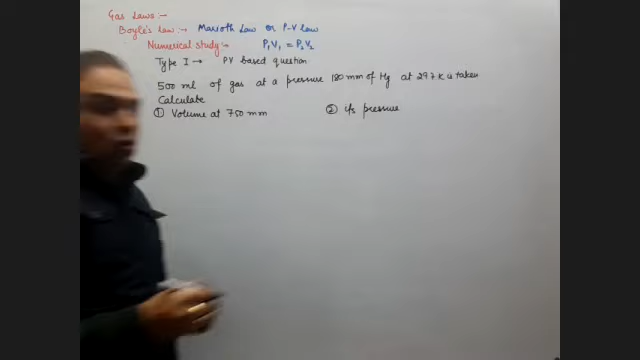 Gas Laws :-
Boyle's Law :- Marioth Law or P-V law
Numerical study :- P₁V₁ = P₂V₂
Type I → PV based question
500 ml of gas at a pressure 180 mm of Hg at 297 K is taken
Calculate
① Volume at 750 mm ② its pressure